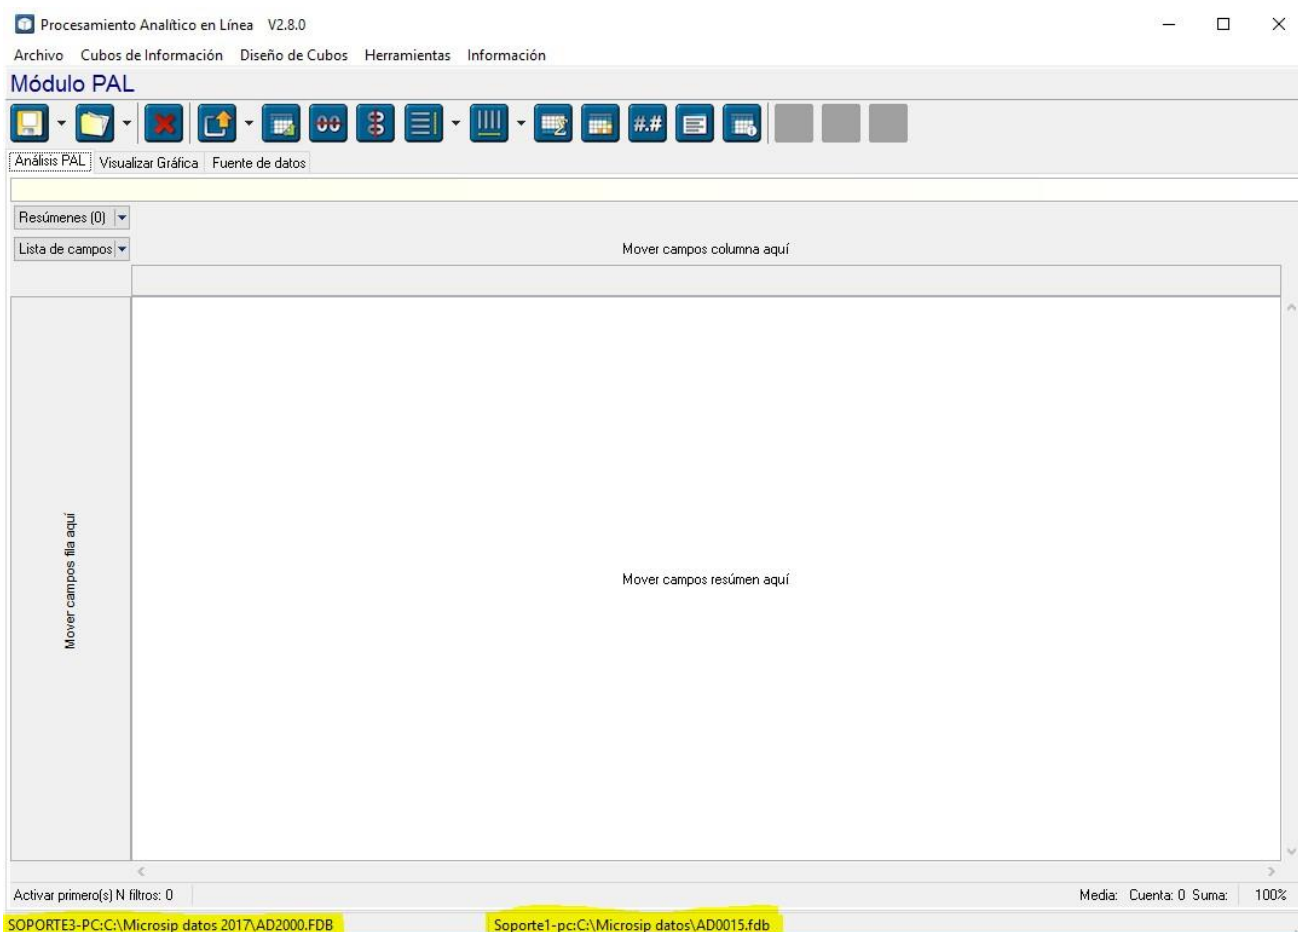 Procesamiento Analítico en Línea V2.8.0
Archivo Cubos de Información Diseño de Cubos Herramientas Información
Módulo PAL
#.#
Análisis PAL Visualizar Gráfica Fuente de datos
Resúmenes (0)
Lista de campos
Mover campos columna aquí
Mover campos fila aquí
Mover campos resúmen aquí
Activar primero(s) N filtros: 0
Media: Cuenta: 0 Suma: 100%
SOPORTE3-PC:C:\Microsip datos 2017\AD2000.FDB
Soporte1-pc:C:\Microsip datos\AD0015.fdb